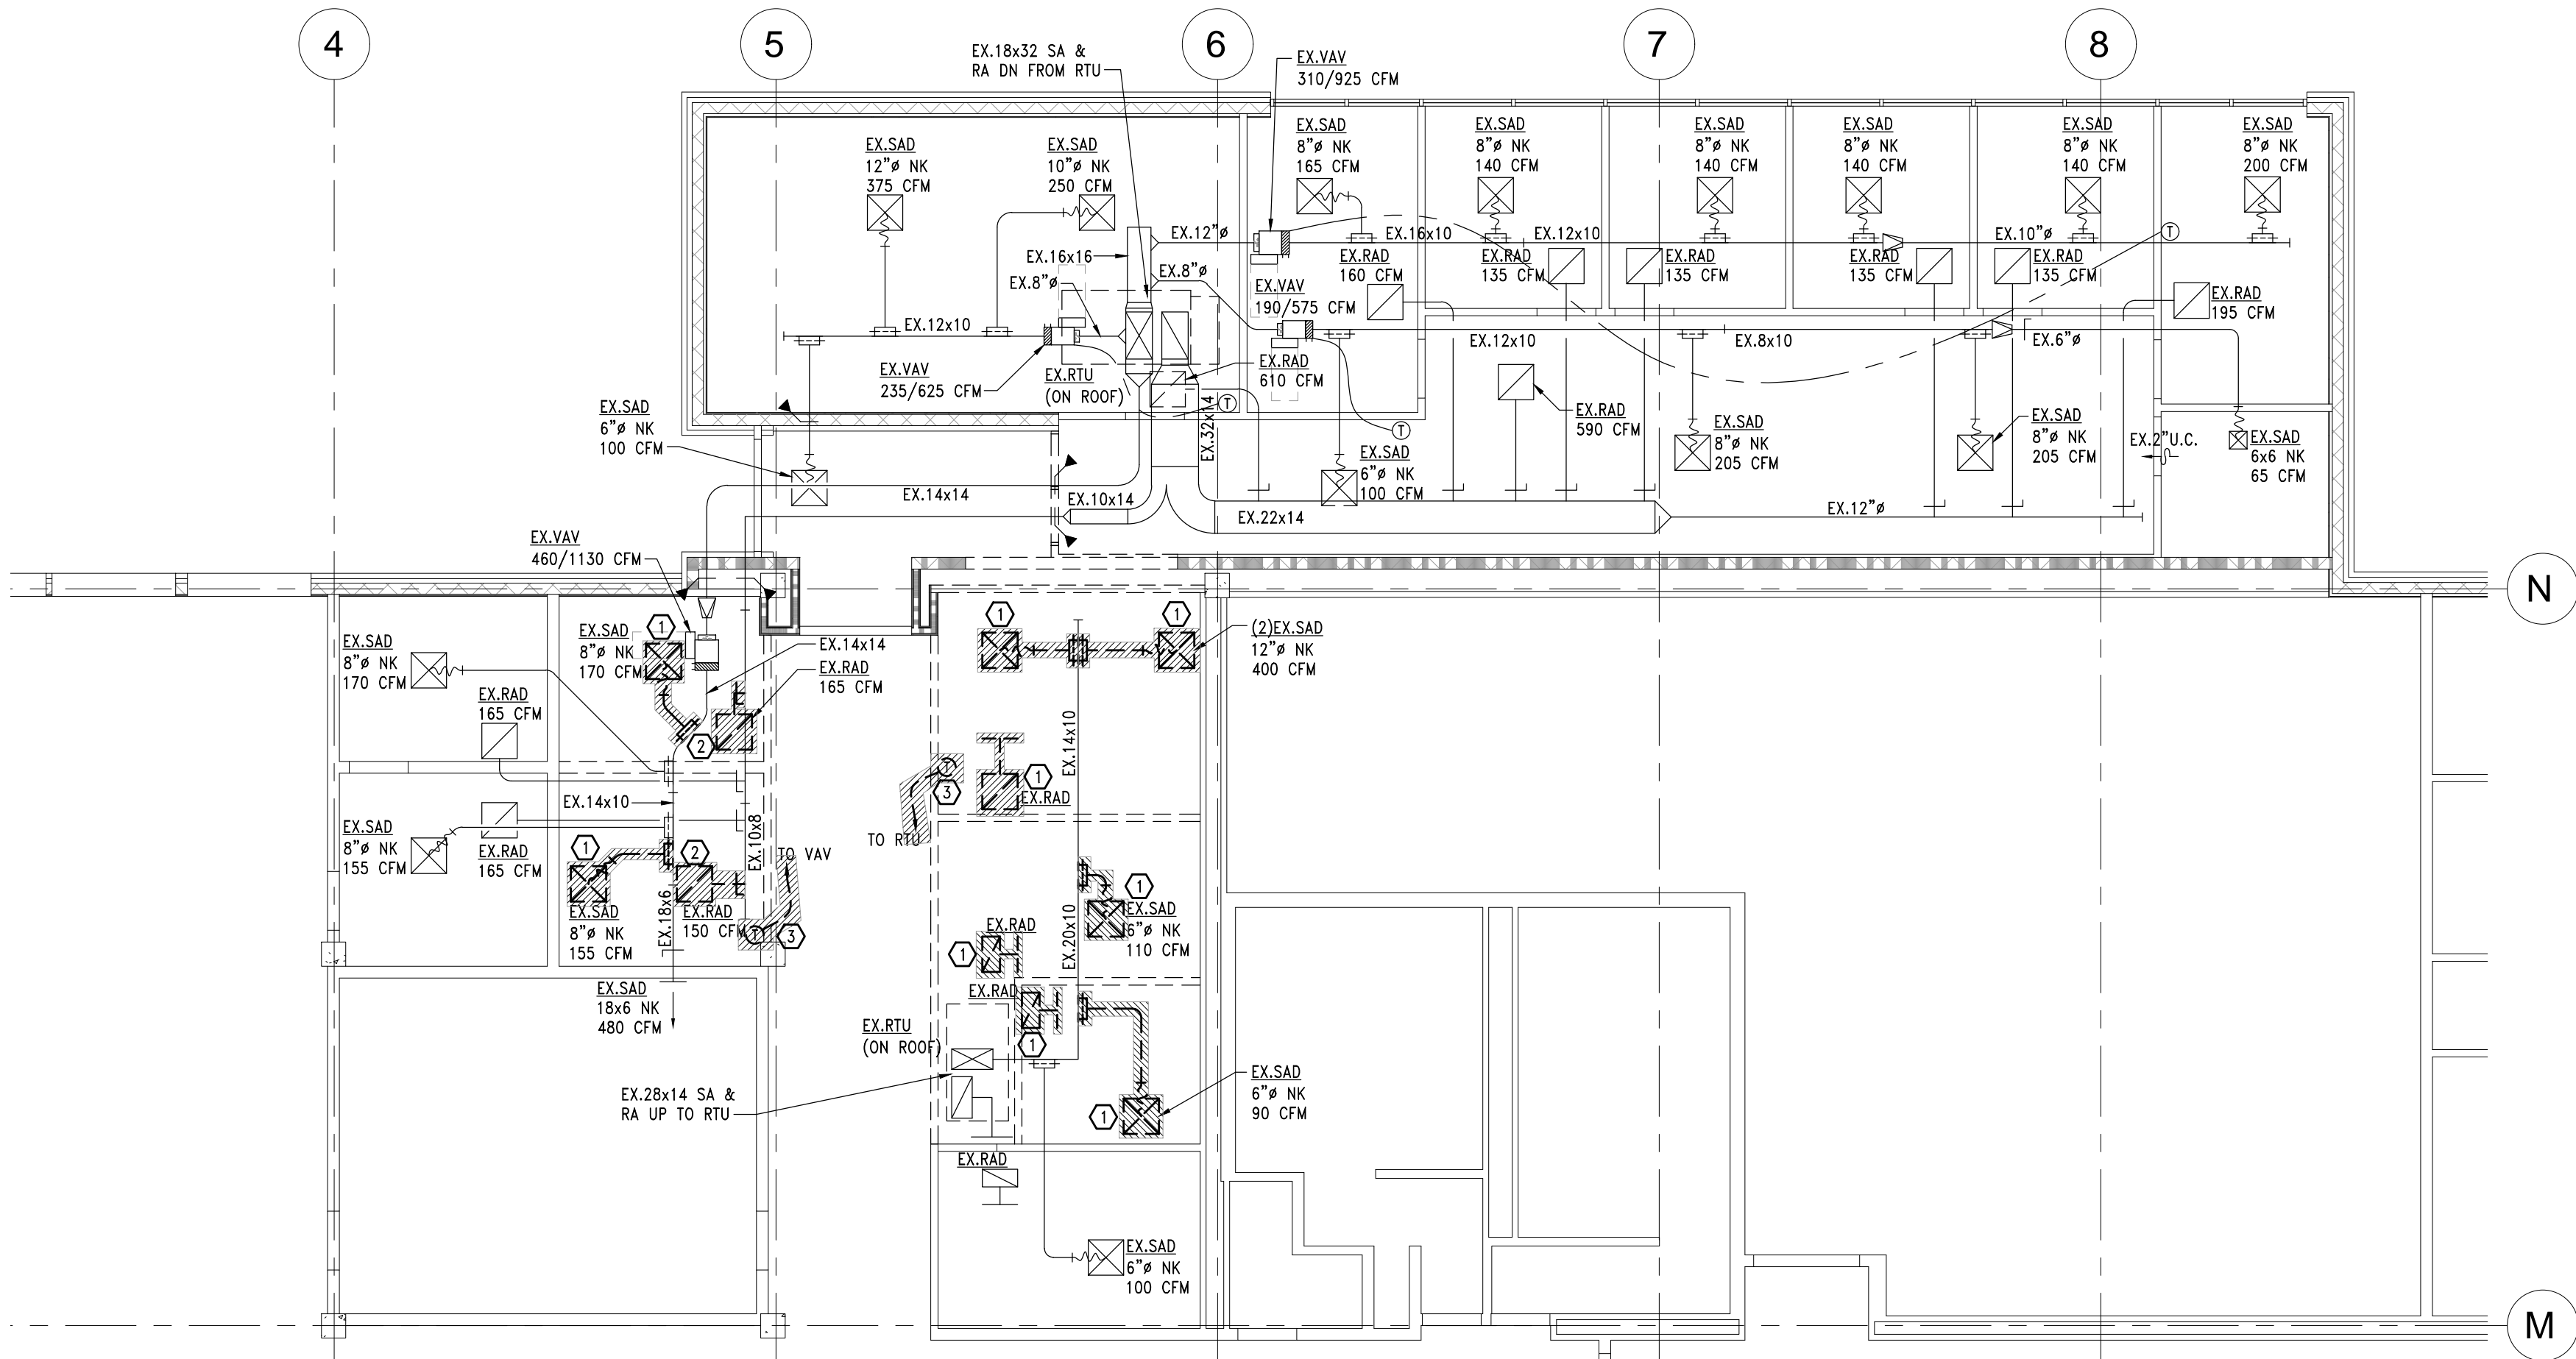 4
5
6
7
8
EX.18x32 SA &
RA DN FROM RTU
EX.VAV
310/925 CFM
EX.SAD
12"ø NK
375 CFM
EX.SAD
10"ø NK
250 CFM
EX.SAD
8"ø NK
165 CFM
EX.SAD
8"ø NK
140 CFM
EX.SAD
8"ø NK
140 CFM
EX.SAD
8"ø NK
140 CFM
EX.SAD
8"ø NK
140 CFM
EX.SAD
8"ø NK
200 CFM
EX.12"ø
EX.16x10
EX.12x10
EX.10"ø
T
EX.16x16
EX.8"ø
EX.8"ø
EX.RAD
160 CFM
EX.RAD
135 CFM
EX.RAD
135 CFM
EX.RAD
135 CFM
EX.RAD
135 CFM
EX.RAD
195 CFM
EX.VAV
190/575 CFM
EX.12x10
EX.12x10
EX.8x10
EX.6"ø
EX.VAV
235/625 CFM
EX.RTU
(ON ROOF)
EX.RAD
610 CFM
T
EX.32x14
T
EX.RAD
590 CFM
EX.SAD
6"ø NK
100 CFM
EX.SAD
6"ø NK
100 CFM
EX.SAD
8"ø NK
205 CFM
EX.SAD
8"ø NK
205 CFM
EX.2"U.C.
EX.SAD
6x6 NK
65 CFM
EX.14x14
EX.10x14
EX.22x14
EX.12"ø
EX.VAV
460/1130 CFM
N
EX.SAD
8"ø NK
170 CFM
EX.SAD
8"ø NK
170 CFM
1
EX.14x14
EX.RAD
165 CFM
1
1
(2)EX.SAD
12"ø NK
400 CFM
EX.RAD
165 CFM
2
EX.14x10
T
3
1
EX.RAD
EX.14x10
EX.10x8
TO RTU
EX.SAD
8"ø NK
155 CFM
EX.RAD
165 CFM
1
2
TO VAV
EX.SAD
8"ø NK
155 CFM
EX.18x6
EX.RAD
150 CFM
T
3
1
EX.SAD
6"ø NK
110 CFM
EX.20x10
EX.RAD
1
EX.RAD
1
EX.SAD
18x6 NK
480 CFM
EX.RTU
(ON ROOF)
EX.28x14 SA &
RA UP TO RTU
EX.SAD
6"ø NK
90 CFM
1
EX.RAD
EX.SAD
6"ø NK
100 CFM
M